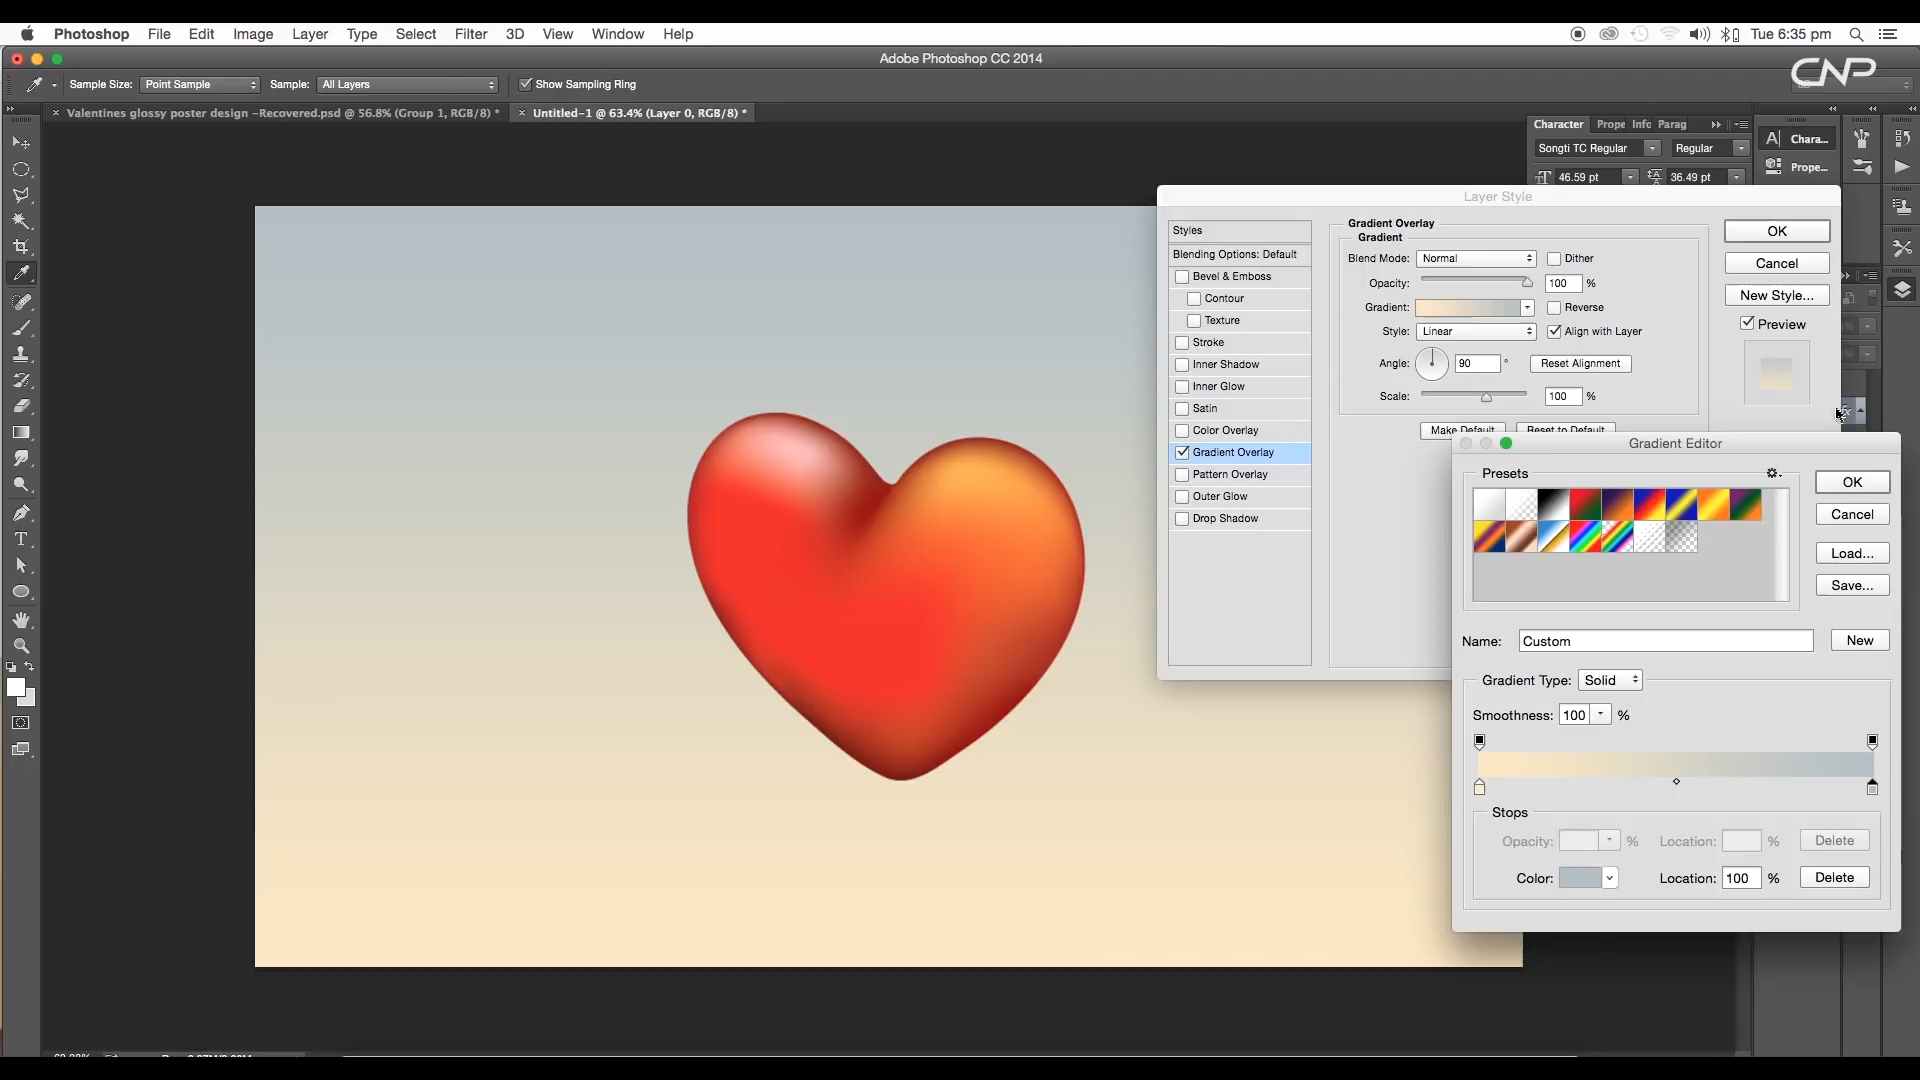 Photoshop File Edit Image Layer Type Select Filter 3D View Window Help Tue 6:35 pm
Adobe Photoshop CC 2014
CNP
Sample Size: Point Sample Sample: All Layers Show Sampling Ring
× Valentines glossy poster design -Recovered.psd @ 56.8% (Group 1, RGB/8) * × Untitled-1 @ 63.4% (Layer 0, RGB/8) *
Character Prope Info Parag
Chara...
Songti TC Regular Regular
Prope...
46.59 pt 36.49 pt
Layer Style
Styles
Blending Options: Default
Bevel & Emboss
Contour
Texture
Stroke
Inner Shadow
Inner Glow
Satin
Color Overlay
Gradient Overlay
Pattern Overlay
Outer Glow
Drop Shadow
Gradient Overlay
Gradient
Blend Mode: Normal Dither
Opacity: 100 %
Gradient: Reverse
Style: Linear Align with Layer
Angle: 90 ° Reset Alignment
Scale: 100 %
Make Default Reset to Default
OK
Cancel
New Style...
Preview
Gradient Editor
Presets
OK
Cancel
Load...
Save...
Name: Custom New
Gradient Type: Solid
Smoothness: 100 %
Stops
Opacity: % Location: % Delete
Color: Location: 100 % Delete